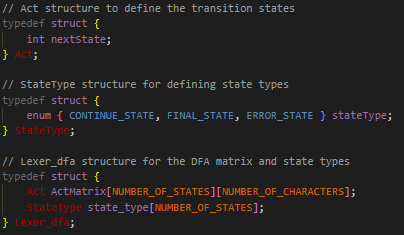 // Act structure to define the transition states
typedef struct {
    int nextState;
} Act;

// StateType structure for defining state types
typedef struct {
    enum { CONTINUE_STATE, FINAL_STATE, ERROR_STATE } stateType;
} StateType;

// Lexer_dfa structure for the DFA matrix and state types
typedef struct {
    Act ActMatrix[NUMBER_OF_STATES][NUMBER_OF_CHARACTERS];
    StateType state_type[NUMBER_OF_STATES];
} Lexer_dfa;